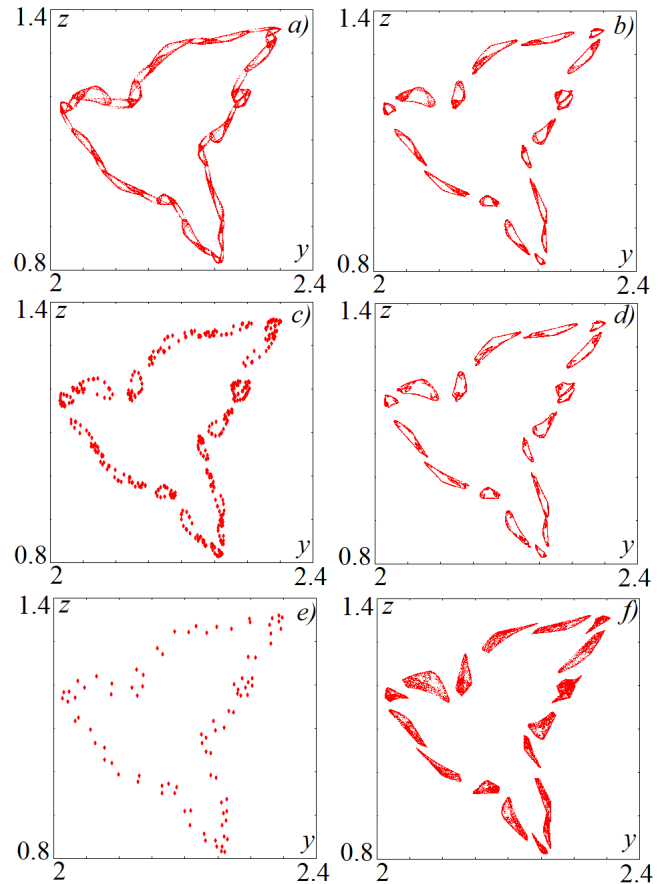 1.4 z a)
0.8 y
2 2.4
1.4 z b)
0.8 y
2 2.4
1.4 z c)
0.8 y
2 2.4
1.4 z d)
0.8 y
2 2.4
1.4 z e)
0.8 y
2 2.4
1.4 z f)
0.8 y
2 2.4